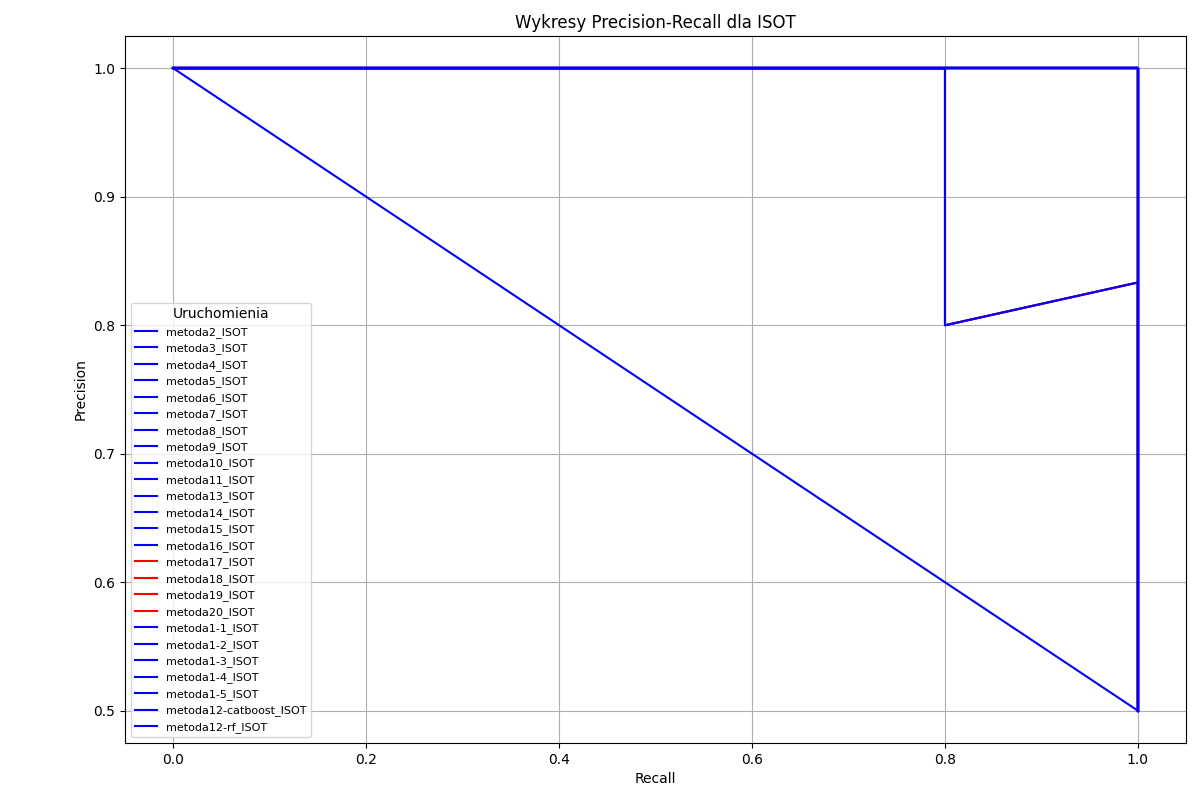 Wykresy Precision-Recall dla ISOT
1.0
0.9
0.8
0.7
0.6
0.5
Precision
Uruchomienia
metoda2_ISOT
metoda3_ISOT
metoda4_ISOT
metoda5_ISOT
metoda6_ISOT
metoda7_ISOT
metoda8_ISOT
metoda9_ISOT
metoda10_ISOT
metoda11_ISOT
metoda13_ISOT
metoda14_ISOT
metoda15_ISOT
metoda16_ISOT
metoda17_ISOT
metoda18_ISOT
metoda19_ISOT
metoda20_ISOT
metoda1-1_ISOT
metoda1-2_ISOT
metoda1-3_ISOT
metoda1-4_ISOT
metoda1-5_ISOT
metoda12-catboost_ISOT
metoda12-rf_ISOT
0.0 0.2 0.4 0.6 0.8 1.0
Recall